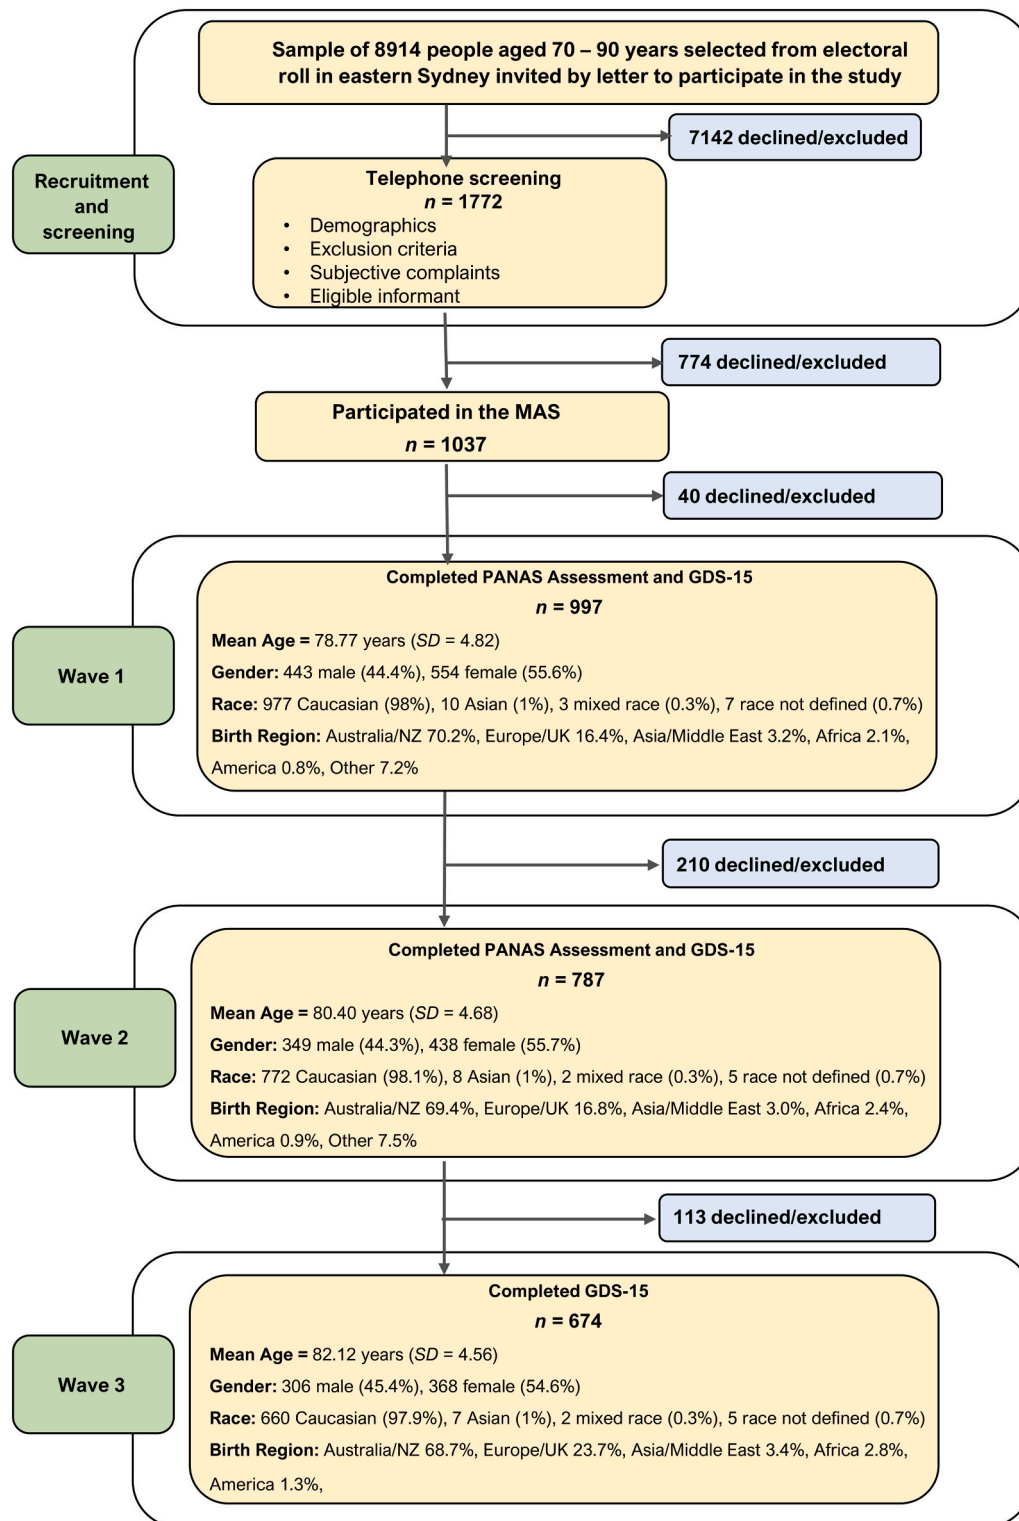 Sample of 8914 people aged 70 – 90 years selected from electoral
roll in eastern Sydney invited by letter to participate in the study
7142 declined/excluded
Recruitment
and
screening
Telephone screening
n = 1772
• Demographics
• Exclusion criteria
• Subjective complaints
• Eligible informant
774 declined/excluded
Participated in the MAS
n = 1037
40 declined/excluded
Wave 1
Completed PANAS Assessment and GDS-15
n = 997
Mean Age = 78.77 years (SD = 4.82)
Gender: 443 male (44.4%), 554 female (55.6%)
Race: 977 Caucasian (98%), 10 Asian (1%), 3 mixed race (0.3%), 7 race not defined (0.7%)
Birth Region: Australia/NZ 70.2%, Europe/UK 16.4%, Asia/Middle East 3.2%, Africa 2.1%,
America 0.8%, Other 7.2%
210 declined/excluded
Wave 2
Completed PANAS Assessment and GDS-15
n = 787
Mean Age = 80.40 years (SD = 4.68)
Gender: 349 male (44.3%), 438 female (55.7%)
Race: 772 Caucasian (98.1%), 8 Asian (1%), 2 mixed race (0.3%), 5 race not defined (0.7%)
Birth Region: Australia/NZ 69.4%, Europe/UK 16.8%, Asia/Middle East 3.0%, Africa 2.4%,
America 0.9%, Other 7.5%
113 declined/excluded
Wave 3
Completed GDS-15
n = 674
Mean Age = 82.12 years (SD = 4.56)
Gender: 306 male (45.4%), 368 female (54.6%)
Race: 660 Caucasian (97.9%), 7 Asian (1%), 2 mixed race (0.3%), 5 race not defined (0.7%)
Birth Region: Australia/NZ 68.7%, Europe/UK 23.7%, Asia/Middle East 3.4%, Africa 2.8%,
America 1.3%,